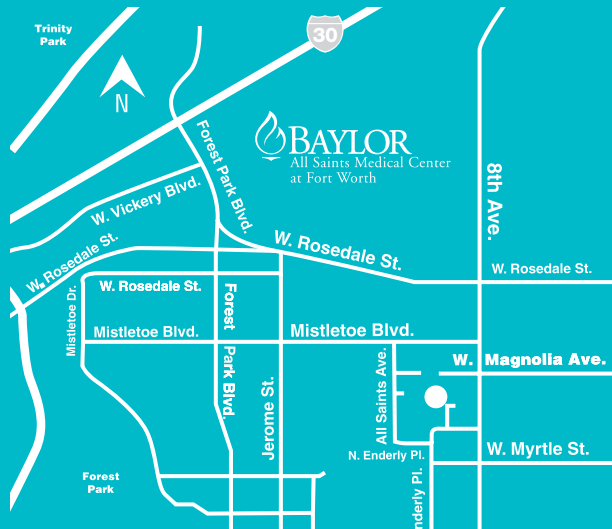 Trinity
Park
30
N
BAYLOR
All Saints Medical Center
at Fort Worth
Forest Park Blvd.
8th Ave.
W. Vickery Blvd.
W. Rosedale St.
W. Rosedale St.
W. Rosedale St.
W. Rosedale St.
Mistletoe Dr.
Forest
Park Blvd.
Mistletoe Blvd.
Mistletoe Blvd.
W. Magnolia Ave.
All Saints Ave.
Jerome St.
N. Enderly Pl.
W. Myrtle St.
nderly Pl.
Forest
Park